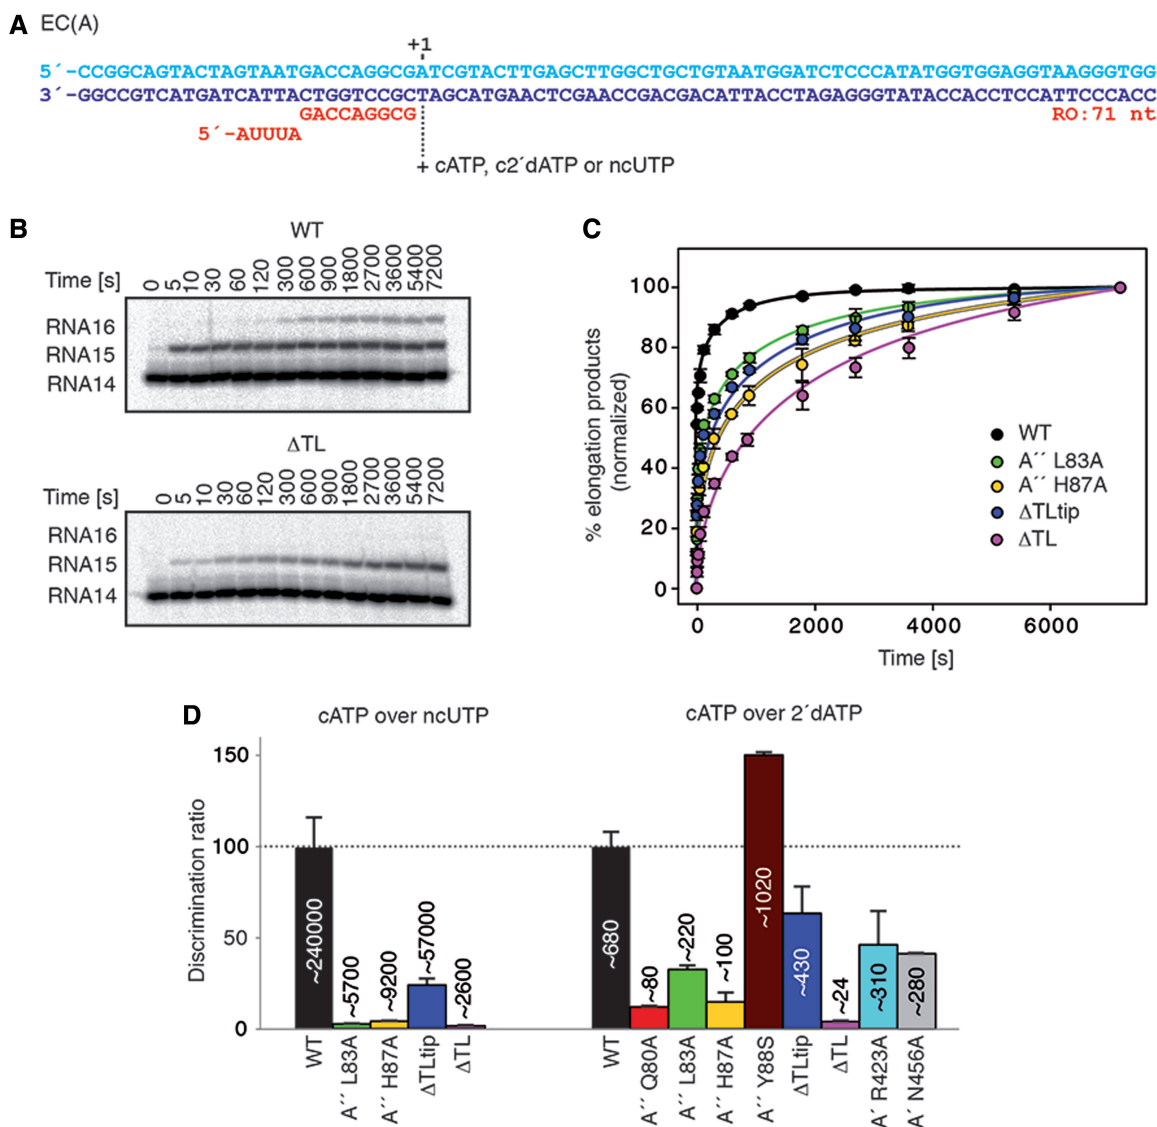 A EC(A)
+1
5´-CCGGCAGTACTAGTAATGACCAGGCGATCGTACTTGAGCTTGGCTGCTGTAATGGATCTCCCATATGGTGGAGGTAAGGGTGG
3´-GGCCGTCATGATCATTACTGGTCCGCTAGCATGAACTCGAACCGACGACATTACCTAGAGGGTATACCACCTCCATTCCCACC
GACCAGGCG RO:71 nt
5´-AUUUA
+ cATP, c2´dATP or ncUTP
B
WT
Time [s] 0 5 10 30 60 120 300 600 900 1800 2700 3600 5400 7200
RNA16
RNA15
RNA14
ΔTL
Time [s] 0 5 10 30 60 120 300 600 900 1800 2700 3600 5400 7200
RNA16
RNA15
RNA14
C
% elongation products
(normalized)
100
80
60
40
20
0
WT
A´´ L83A
A´´ H87A
ΔTLtip
ΔTL
0 2000 4000 6000
Time [s]
D
cATP over ncUTP
cATP over 2´dATP
Discrimination ratio
150
100
50
0
~240000 ~5700 ~9200 ~57000 ~2600
~680 ~80 ~220 ~100 ~1020 ~430 ~24 ~310 ~280
WT A´´ L83A A´´ H87A ΔTLtip ΔTL
WT A´´ Q80A A´´ L83A A´´ H87A A´´ Y88S ΔTLtip ΔTL A´ R423A A´ N456A